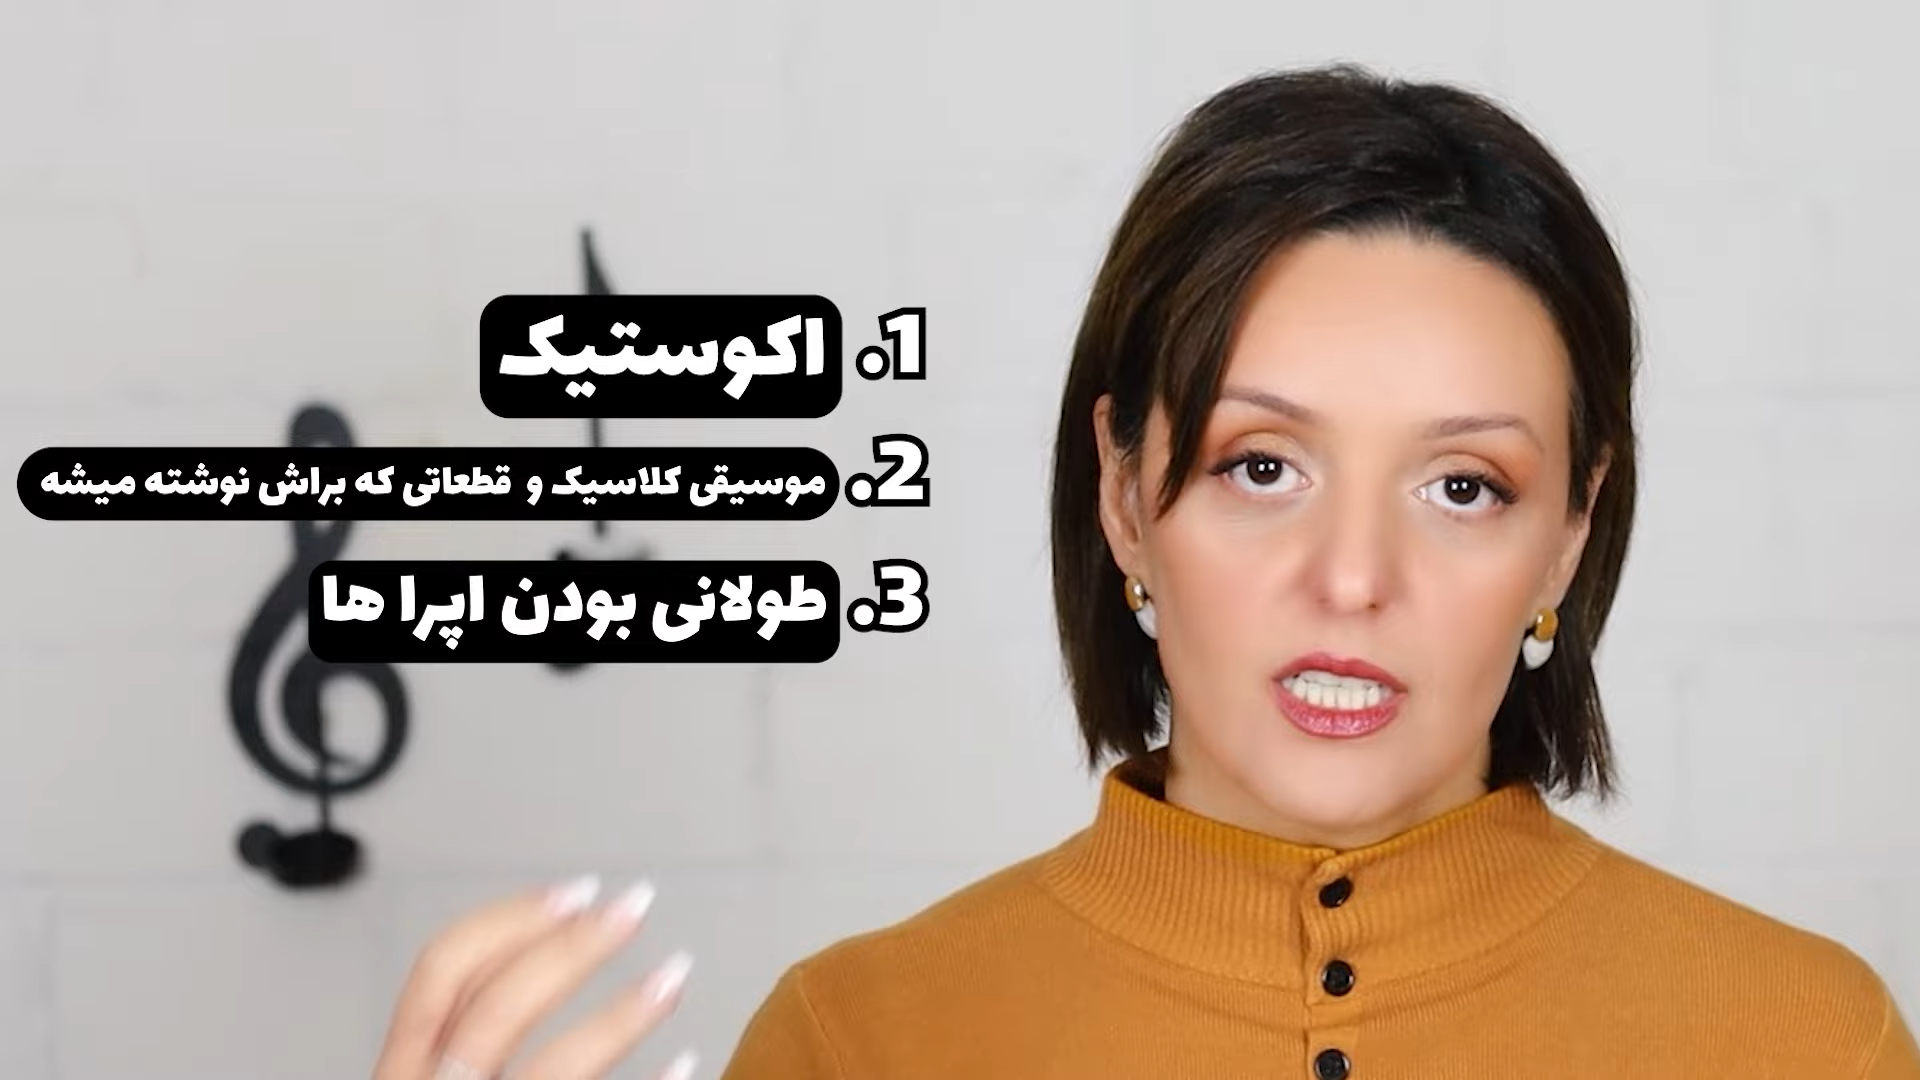 1. اکوستیک
2. موسیقی کلاسیک و قطعاتی که براش نوشته میشه
3. طولانی بودن اپرا ها